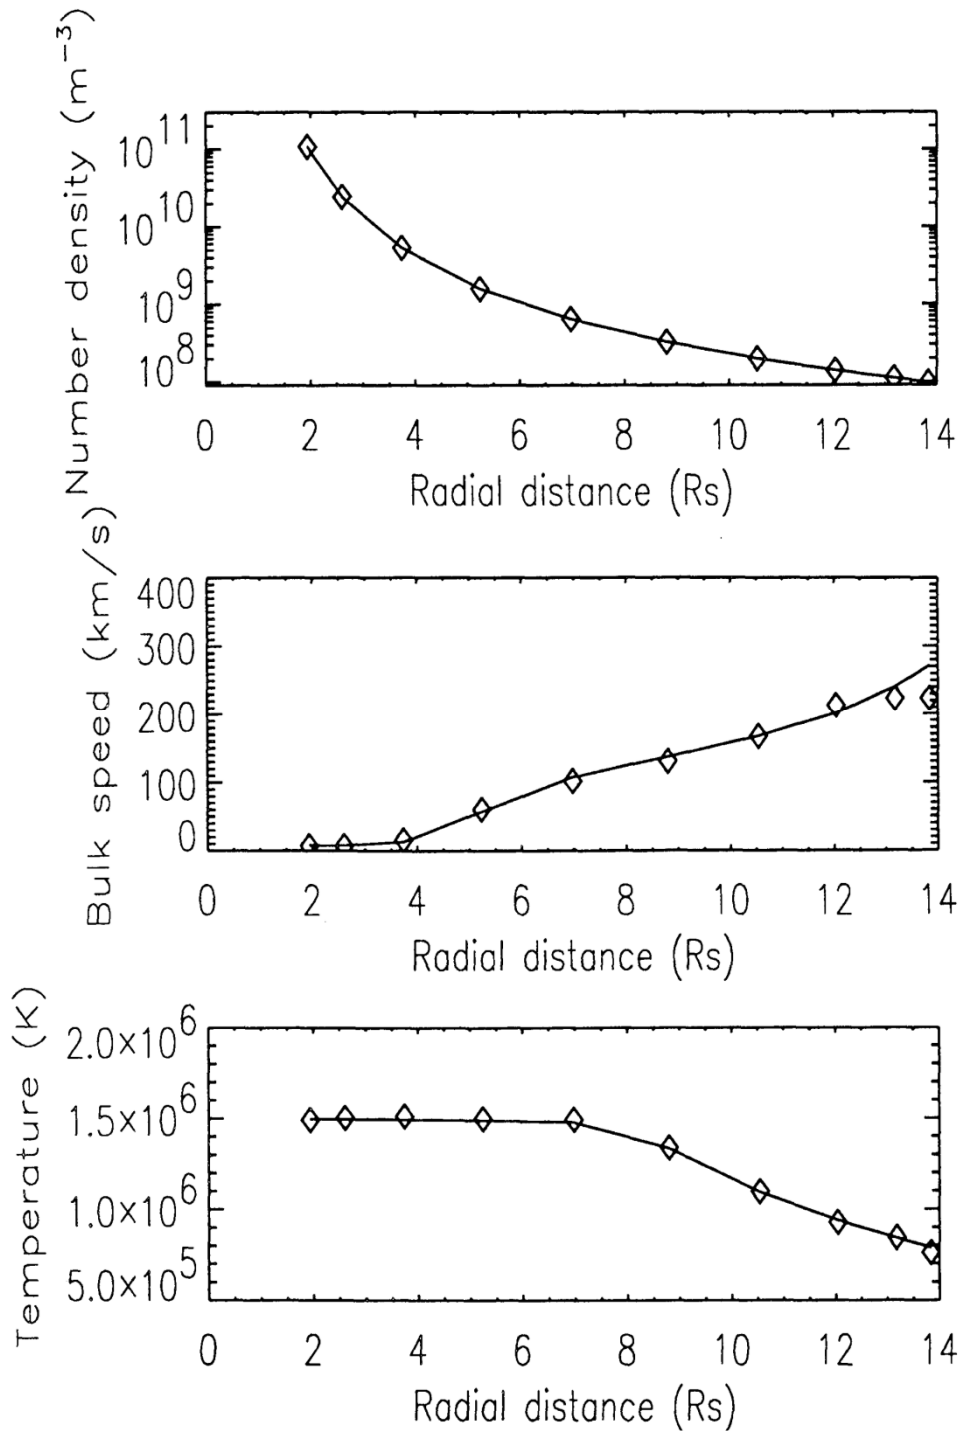 Number density (m⁻³)
10¹¹
10¹⁰
10⁹
10⁸
0 2 4 6 8 10 12 14
Radial distance (Rs)
Bulk speed (km/s)
400
300
200
100
0
0 2 4 6 8 10 12 14
Radial distance (Rs)
Temperature (K)
2.0×10⁶
1.5×10⁶
1.0×10⁶
5.0×10⁵
0 2 4 6 8 10 12 14
Radial distance (Rs)